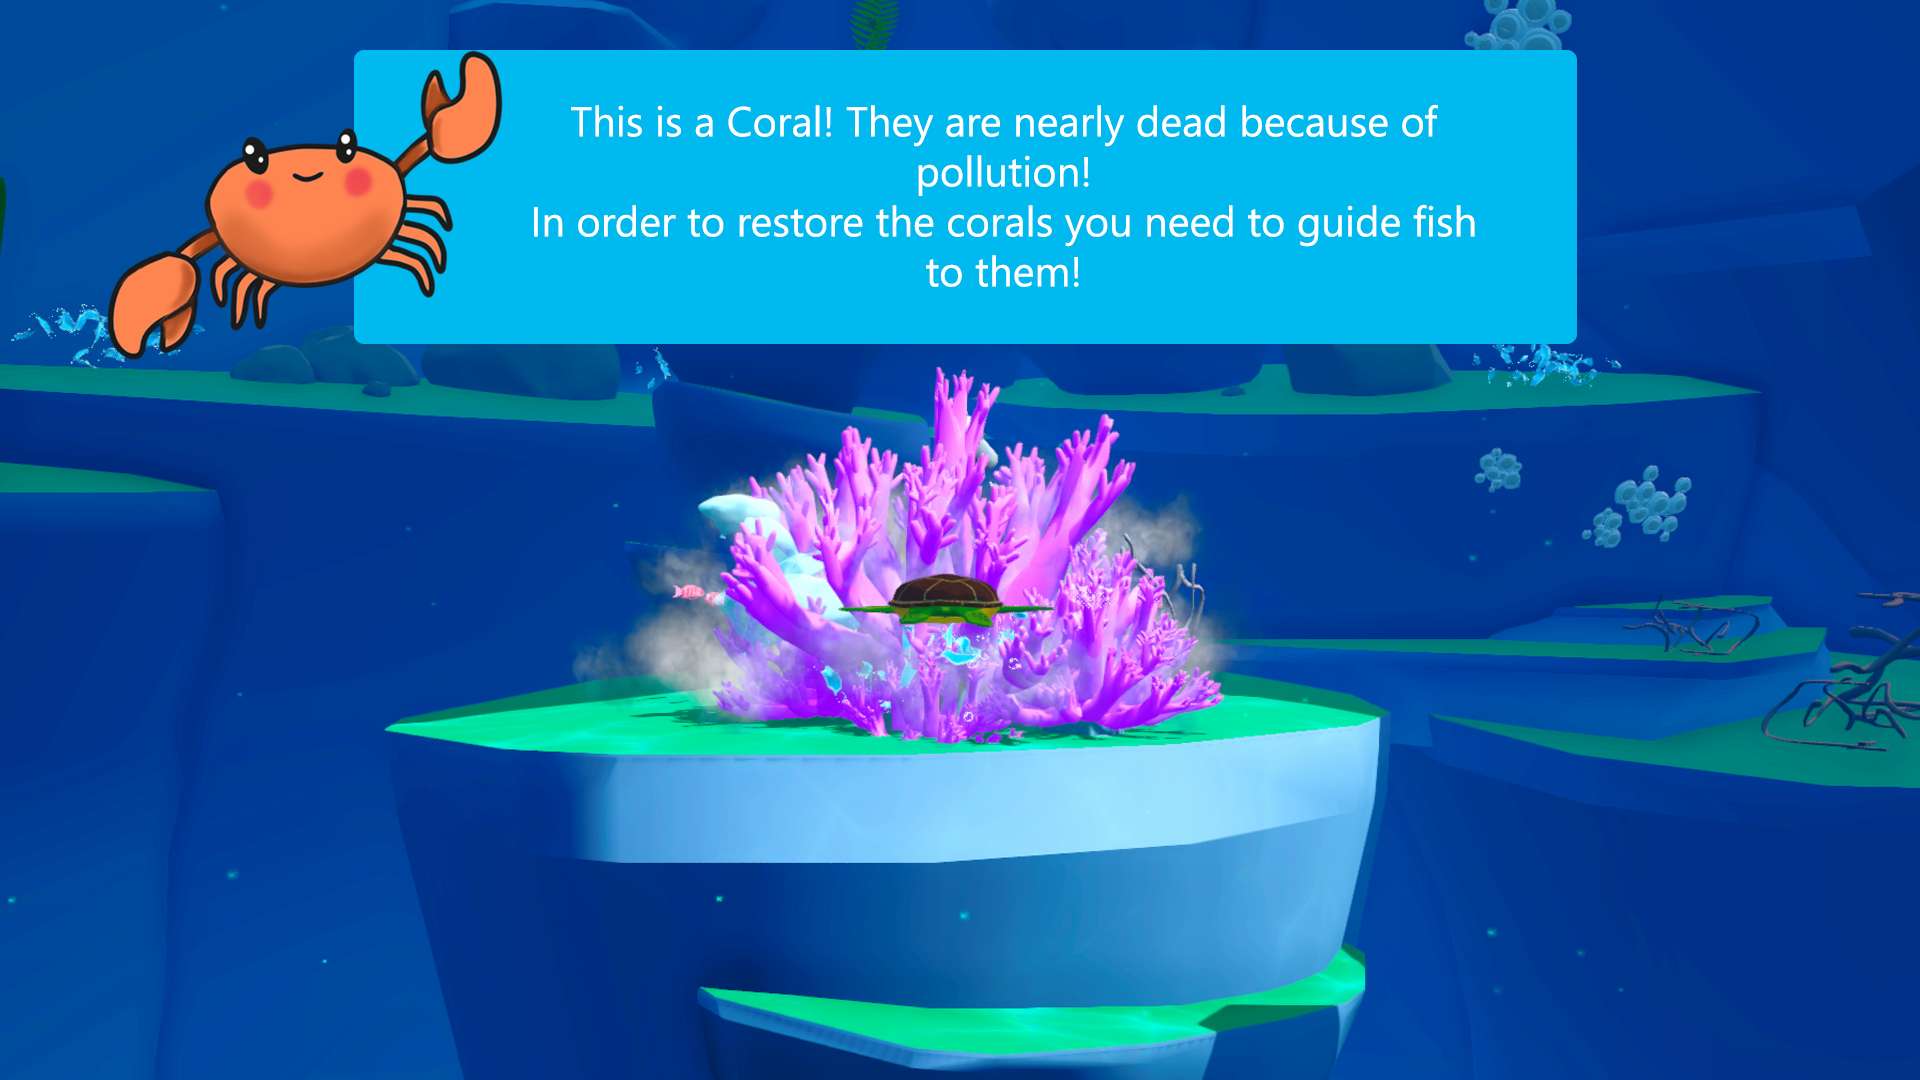 This is a Coral! They are nearly dead because of
pollution!
In order to restore the corals you need to guide fish
to them!